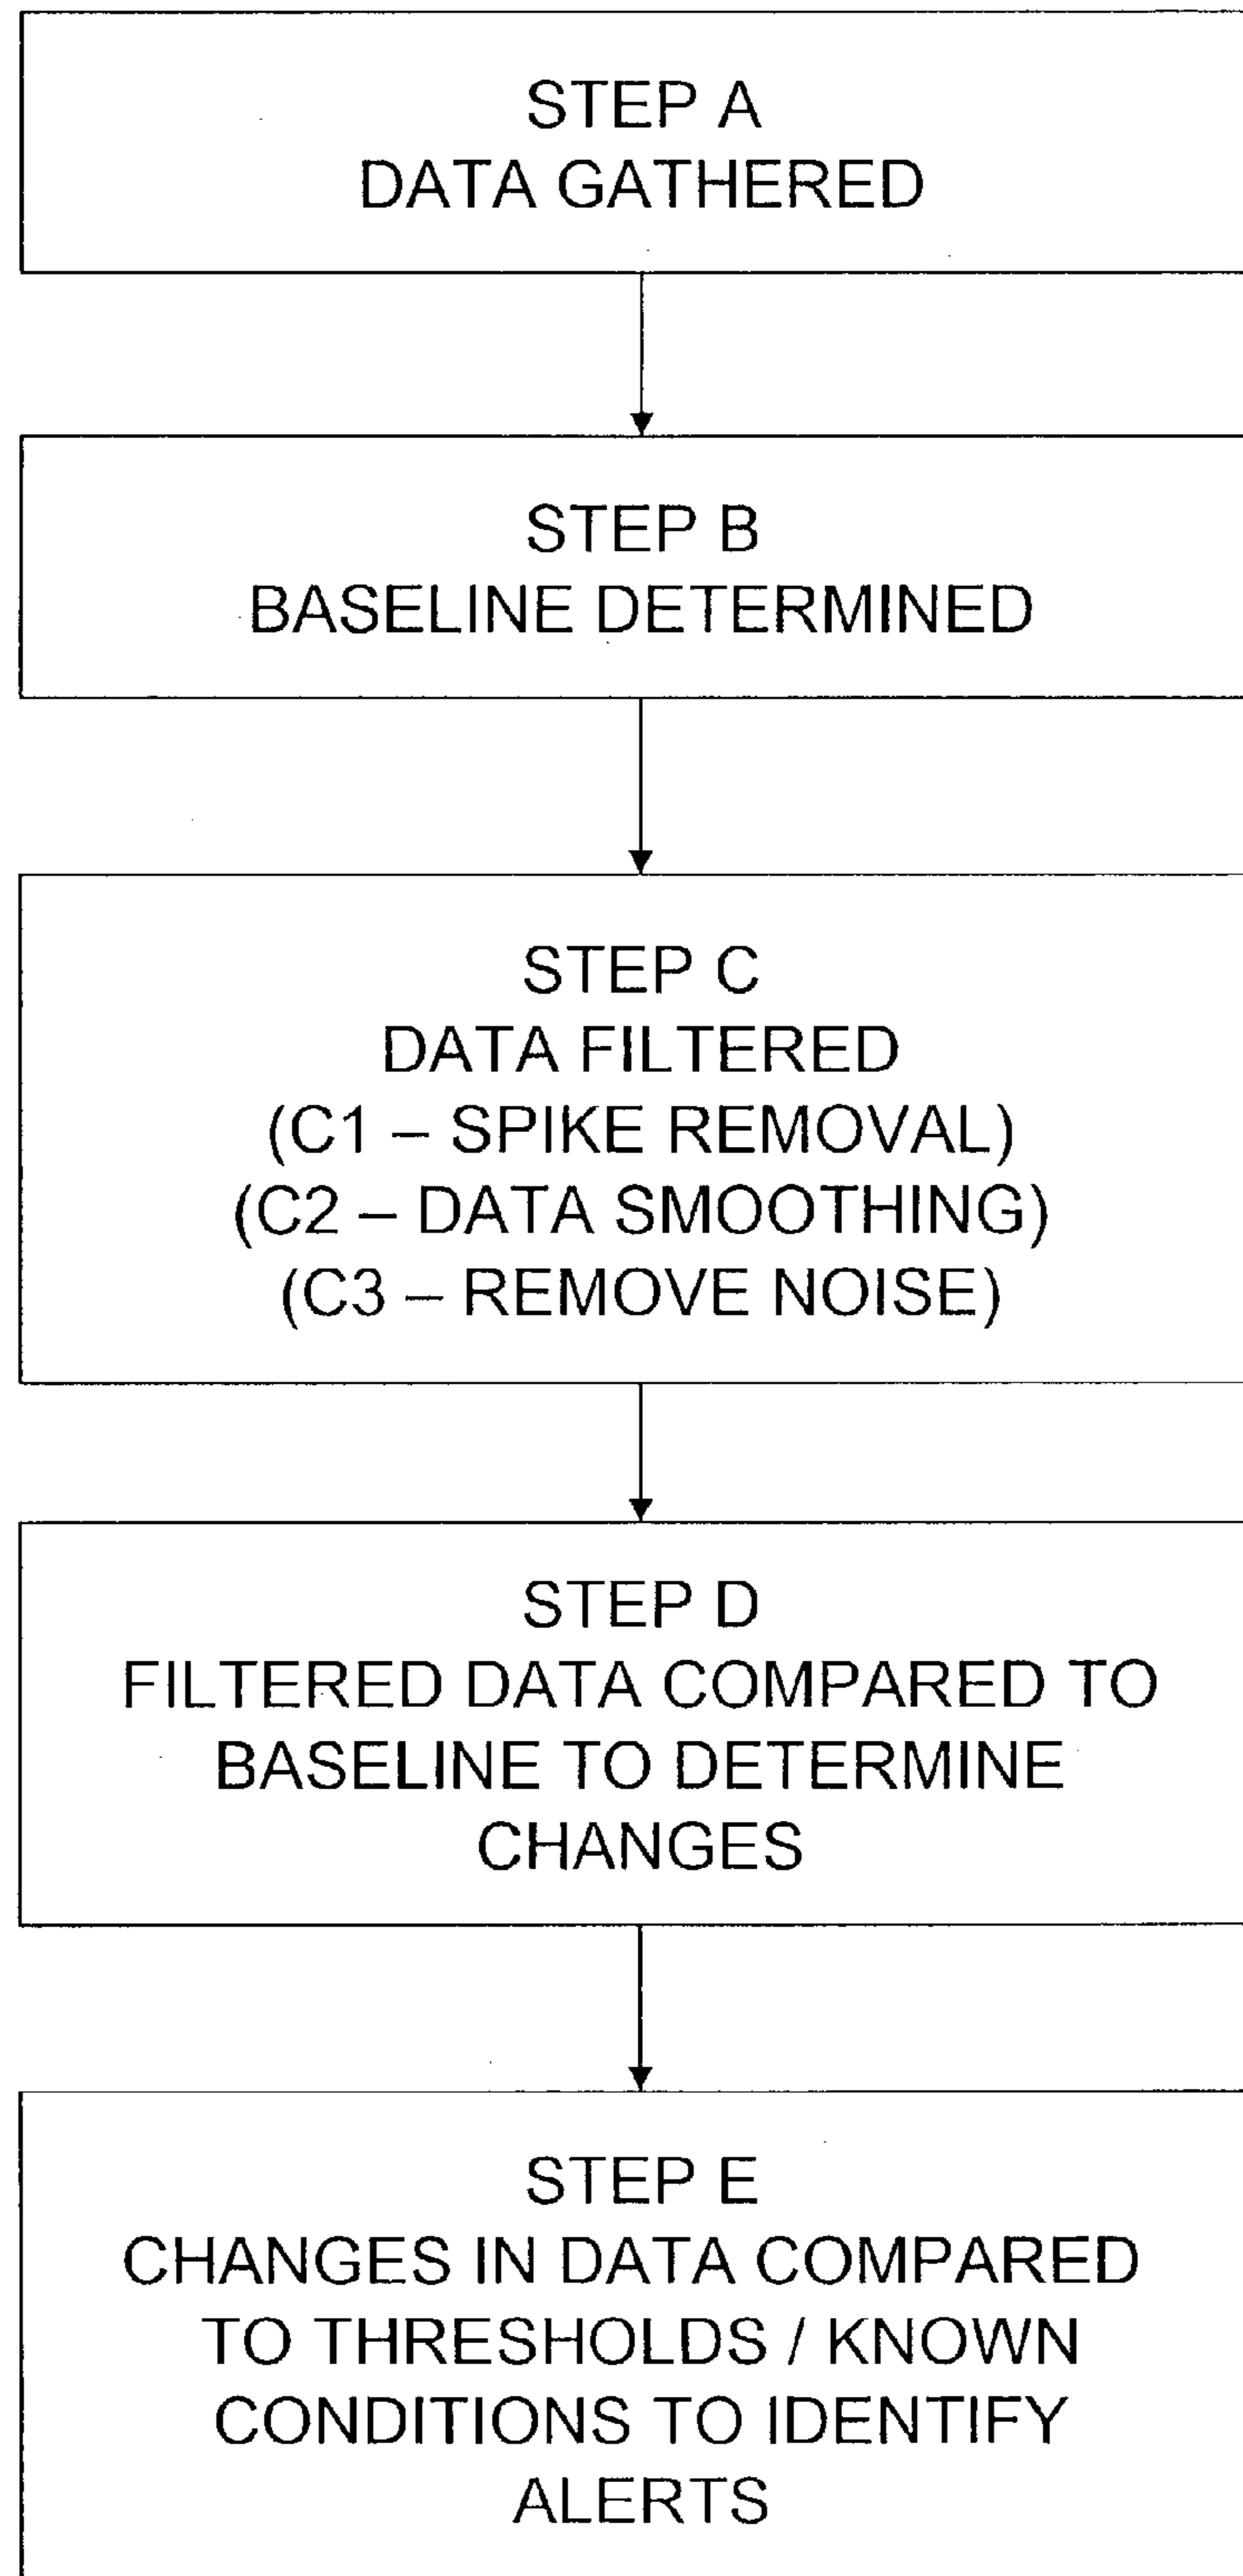 STEP A
DATA GATHERED
STEP B
BASELINE DETERMINED
STEP C
DATA FILTERED
(C1 – SPIKE REMOVAL)
(C2 – DATA SMOOTHING)
(C3 – REMOVE NOISE)
STEP D
FILTERED DATA COMPARED TO
BASELINE TO DETERMINE
CHANGES
STEP E
CHANGES IN DATA COMPARED
TO THRESHOLDS / KNOWN
CONDITIONS TO IDENTIFY
ALERTS